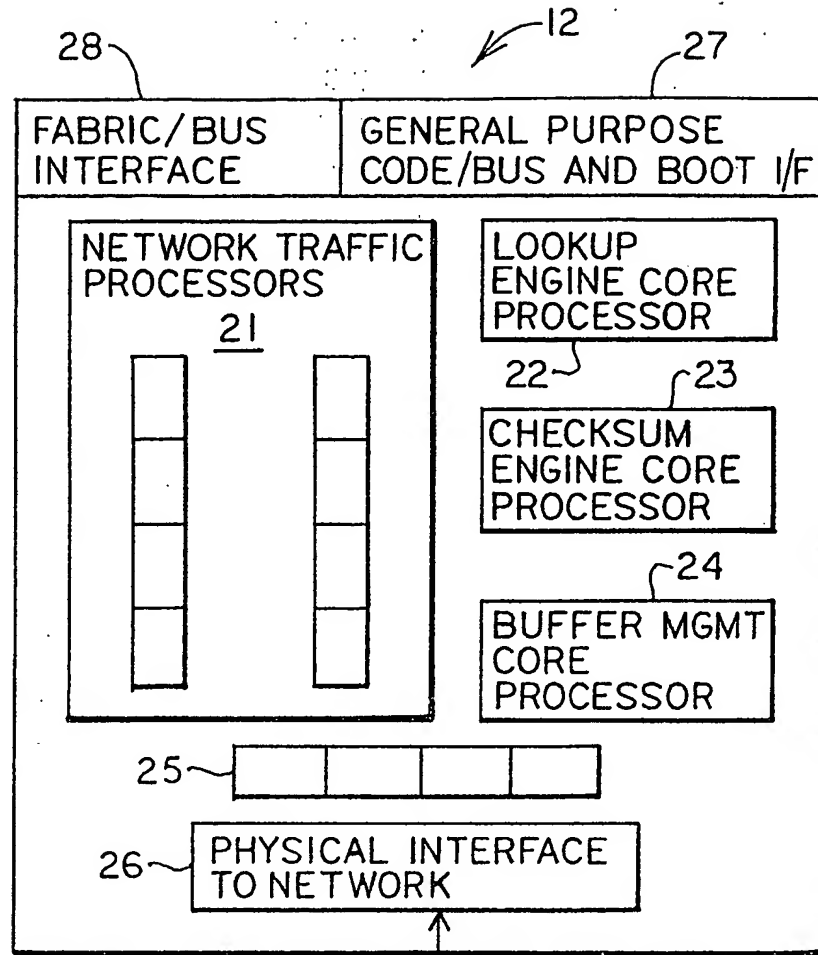 12
28
27
FABRIC/BUS
INTERFACE
GENERAL PURPOSE
CODE/BUS AND BOOT I/F
NETWORK TRAFFIC
PROCESSORS
21
LOOKUP
ENGINE CORE
PROCESSOR
22
23
CHECKSUM
ENGINE CORE
PROCESSOR
24
BUFFER MGMT
CORE
PROCESSOR
25
26
PHYSICAL INTERFACE
TO NETWORK